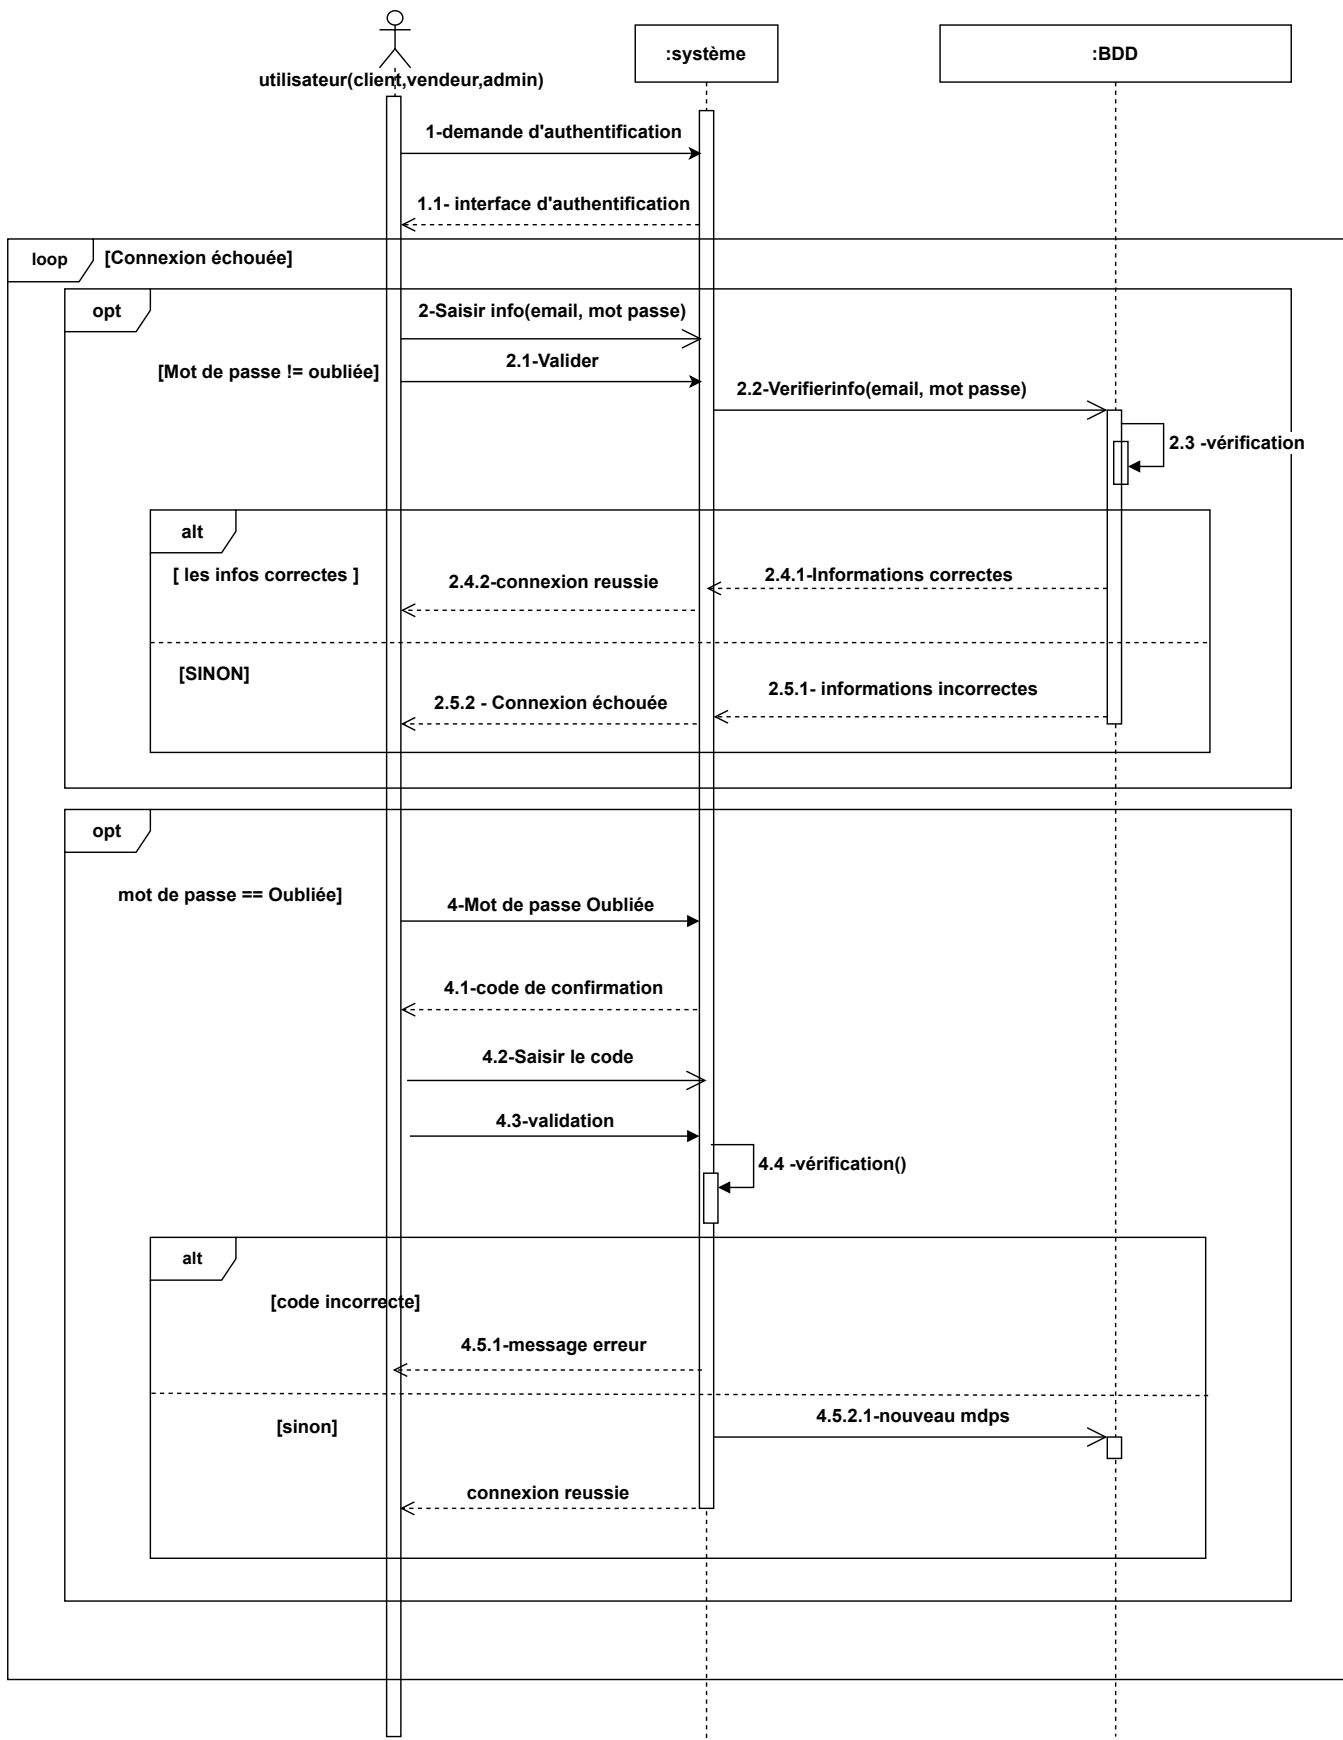 utilisateur(client,vendeur,admin)
:système
:BDD
1-demande d'authentification
1.1- interface d'authentification
loop
[Connexion échouée]
opt
2-Saisir info(email, mot passe)
[Mot de passe != oubliée]
2.1-Valider
2.2-Verifierinfo(email, mot passe)
2.3 -vérification
alt
[ les infos correctes ]
2.4.2-connexion reussie
2.4.1-Informations correctes
[SINON]
2.5.2 - Connexion échouée
2.5.1- informations incorrectes
opt
mot de passe == Oubliée]
4-Mot de passe Oubliée
4.1-code de confirmation
4.2-Saisir le code
4.3-validation
4.4 -vérification()
alt
[code incorrecte]
4.5.1-message erreur
[sinon]
4.5.2.1-nouveau mdps
connexion reussie